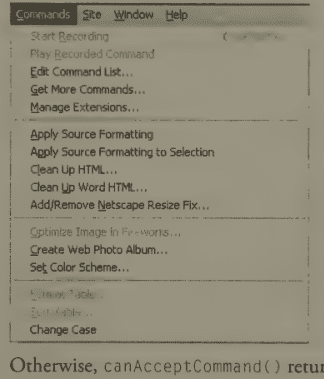 Commands Site Window Help
Start Recording
Play Recorded Command
Edit Command List...
Get More Commands...
Manage Extensions...
Apply Source Formatting
Apply Source Formatting to Selection
Clean Up HTML...
Clean Up Word HTML...
Add/Remove Netscape Resize Fix...
Optimize Image in
Create Web Photo Album...
Set Color Scheme...
Change Case
Otherwise, canAcceptCommand() retur